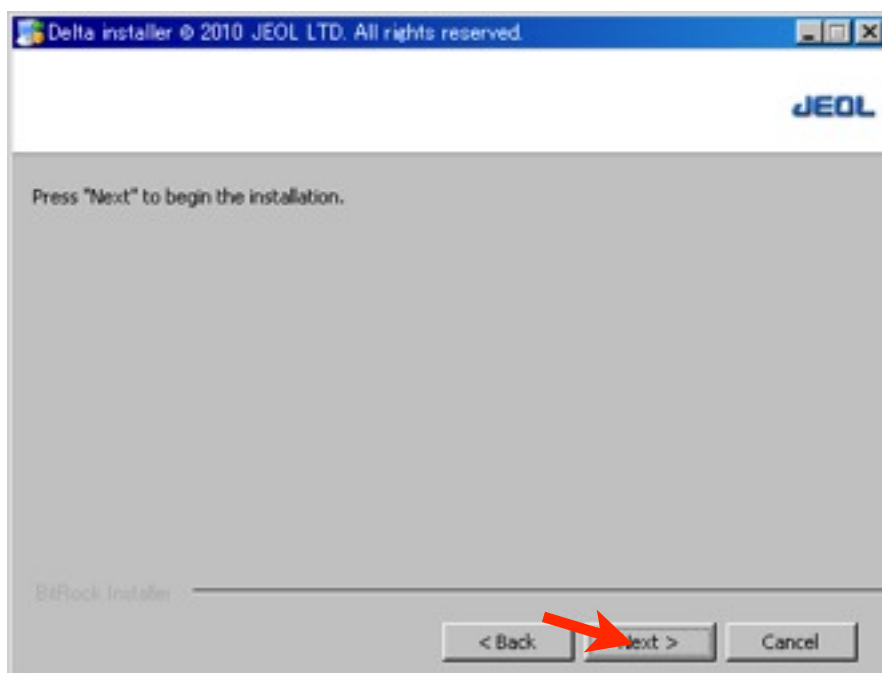 Delta installer © 2010 JEOL LTD. All rights reserved.
JEOL
Press "Next" to begin the installation.
BitRock Installer
< Back
Next >
Cancel